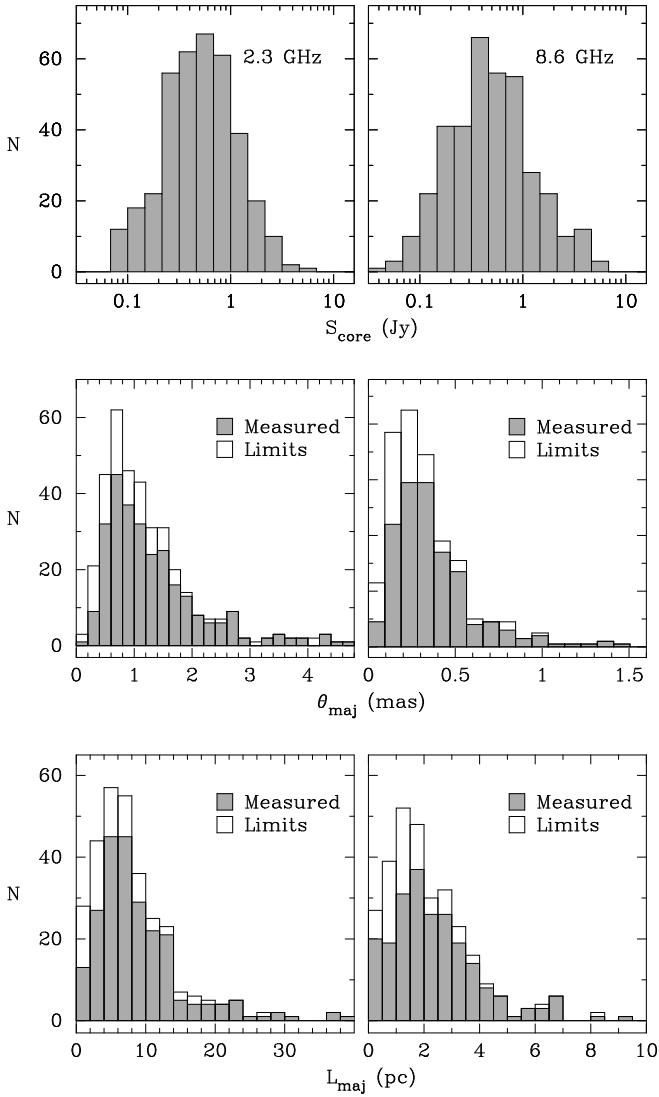 2.3 GHz
8.6 GHz
60
N
40
20
0
0.1 1 10
0.1 1 10
S_core (Jy)
60
Measured
Limits
Measured
Limits
N
40
20
0
0 1 2 3 4
0 0.5 1 1.5
θ_maj (mas)
60
Measured
Limits
Measured
Limits
N
40
20
0
0 10 20 30
0 2 4 6 8 10
L_maj (pc)